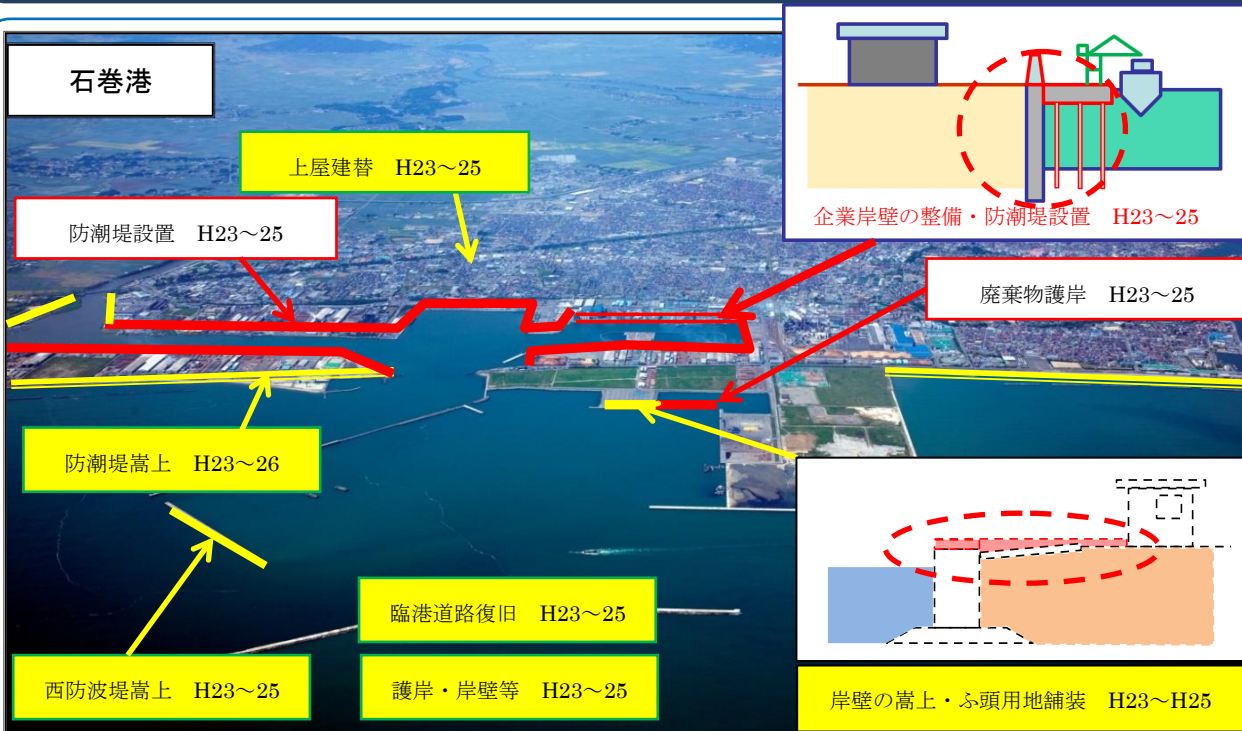 石巻港
上屋建替　H23～25
防潮堤設置　H23～25
企業岸壁の整備・防潮堤設置　H23～25
廃棄物護岸　H23～25
防潮堤嵩上　H23～26
臨港道路復旧　H23～25
西防波堤嵩上　H23～25
護岸・岸壁等　H23～25
岸壁の嵩上・ふ頭用地舗装　H23～H25